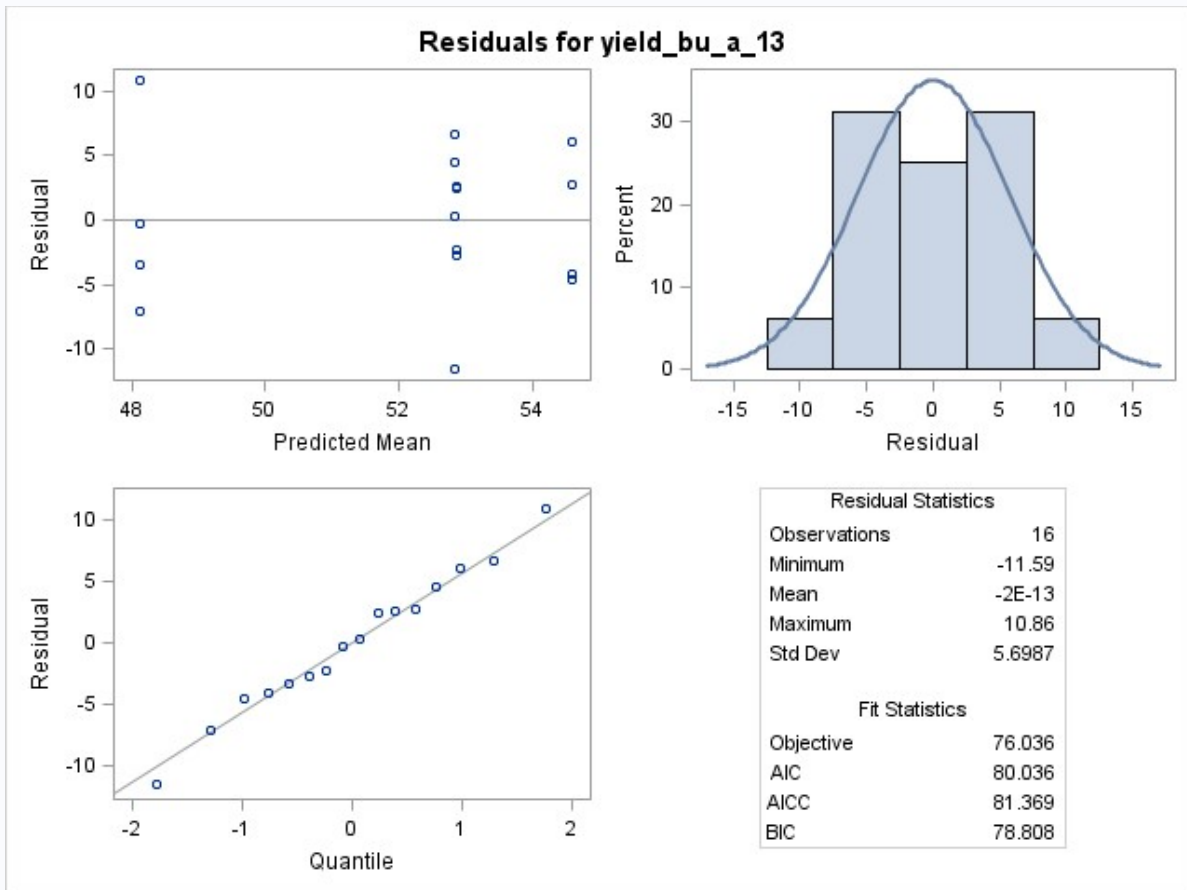 Residuals for yield_bu_a_13
10
5
0
-5
-10
Residual
48
50
52
54
Predicted Mean
30
20
10
0
Percent
-15
-10
-5
0
5
10
15
Residual
10
5
0
-5
-10
Residual
-2
-1
0
1
2
Quantile
Residual Statistics
Observations 16
Minimum -11.59
Mean -2E-13
Maximum 10.86
Std Dev 5.6987
Fit Statistics
Objective 76.036
AIC 80.036
AICC 81.369
BIC 78.808